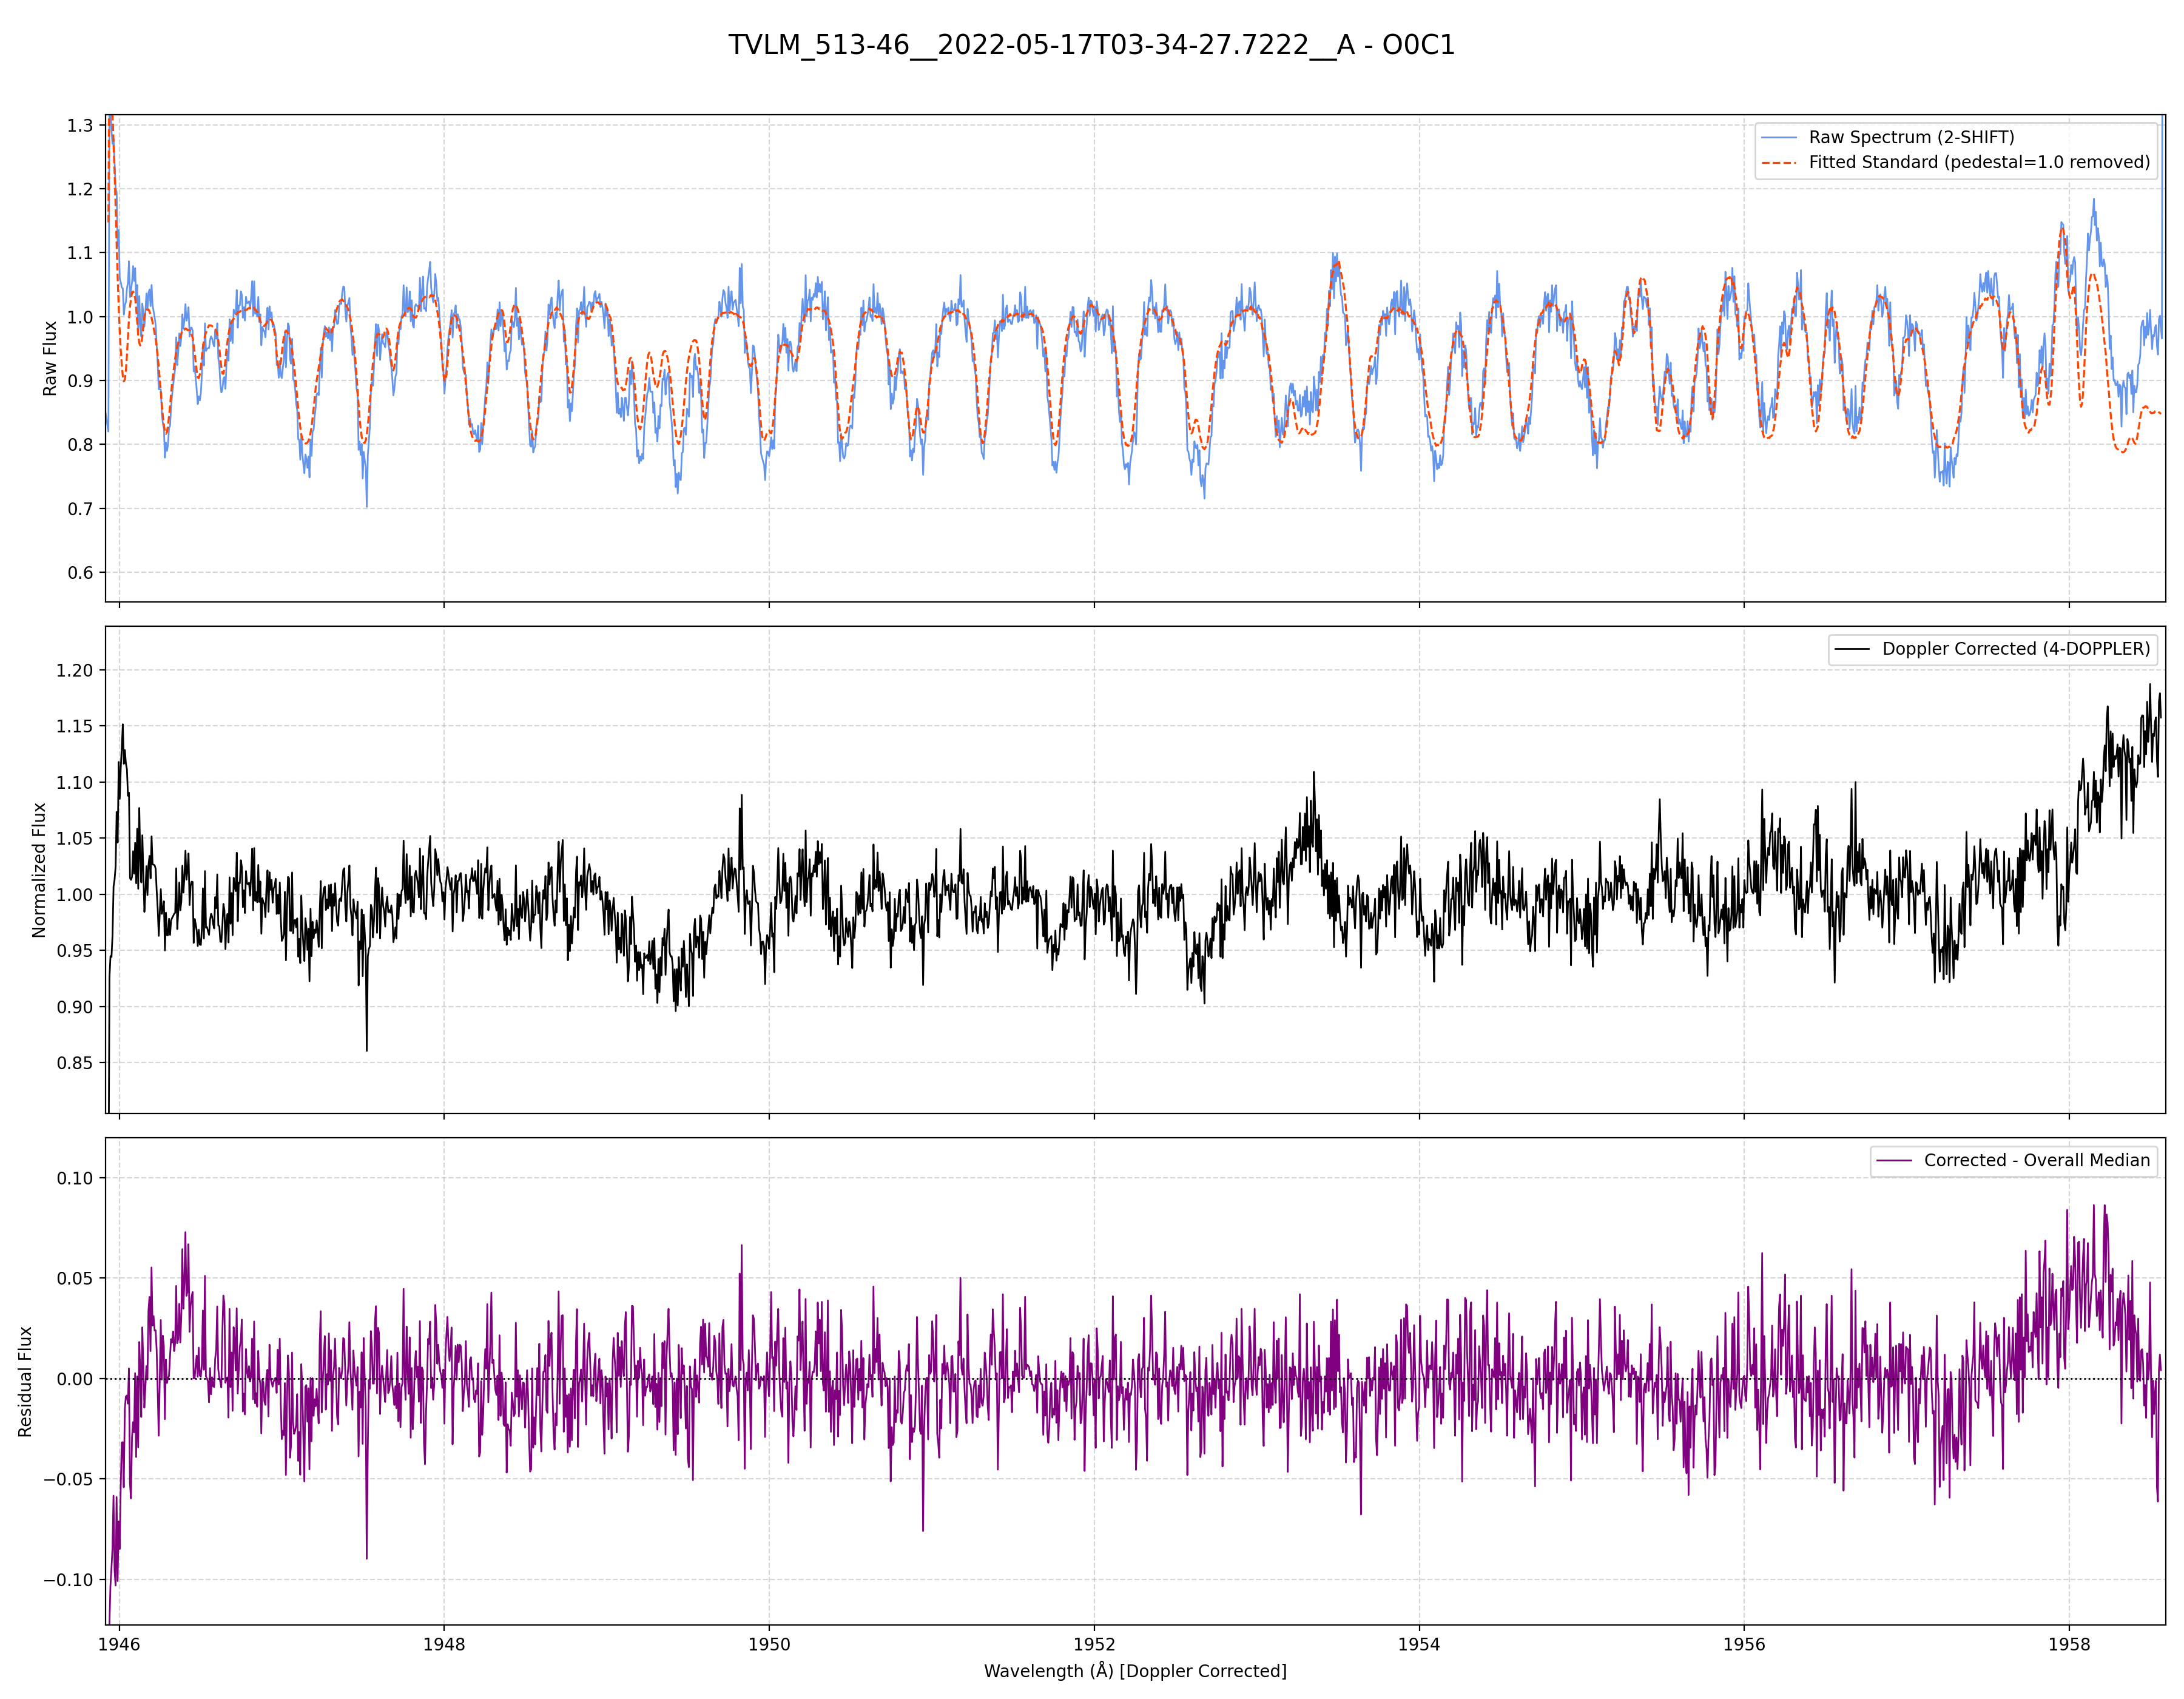 TVLM_513-46__2022-05-17T03-34-27.7222__A - O0C1
Raw Flux
1.3
1.2
1.1
1.0
0.9
0.8
0.7
0.6
Raw Spectrum (2-SHIFT)
Fitted Standard (pedestal=1.0 removed)
Normalized Flux
1.20
1.15
1.10
1.05
1.00
0.95
0.90
0.85
Doppler Corrected (4-DOPPLER)
Residual Flux
0.10
0.05
0.00
−0.05
−0.10
Corrected - Overall Median
1946 1948 1950 1952 1954 1956 1958
Wavelength (Å) [Doppler Corrected]